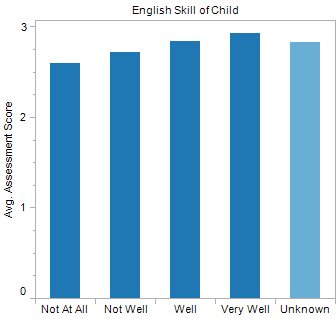 English Skill of Child
3
2
1
0
Avg. Assessment Score
Not At All
Not Well
Well
Very Well
Unknown